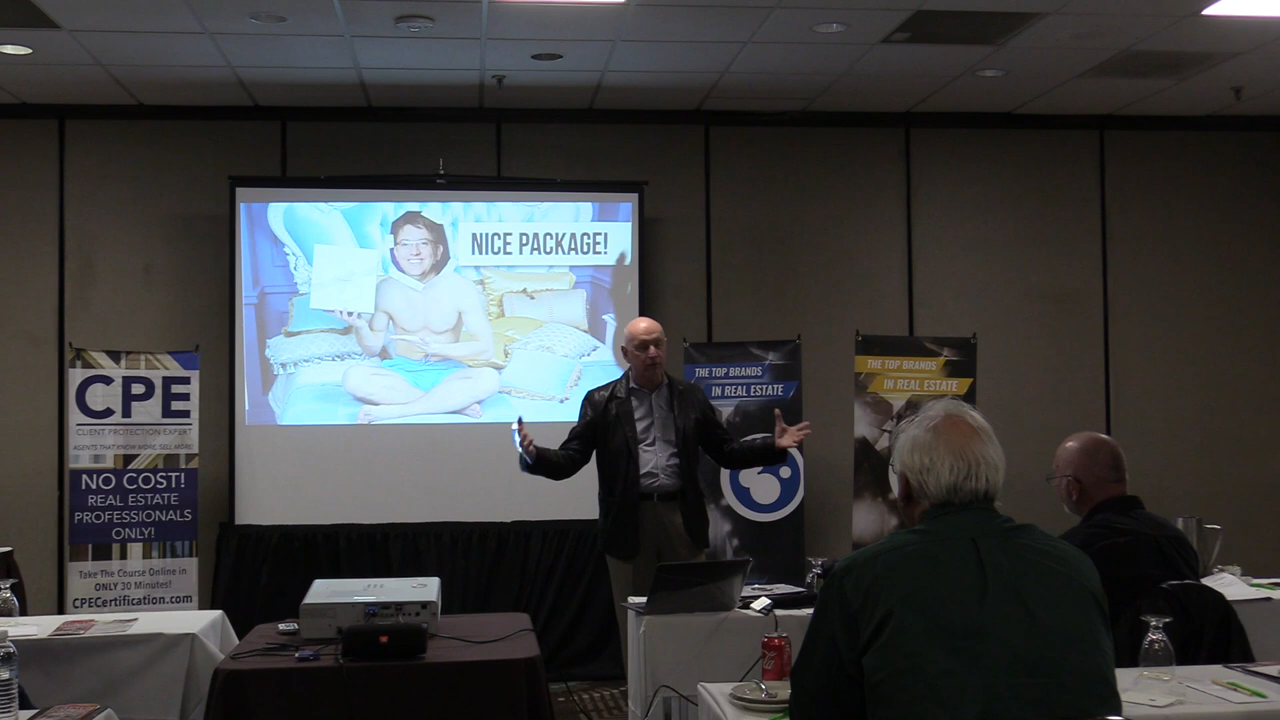 NICE PACKAGE!
CPE
CLIENT PROTECTION EXPERT
AGENTS THAT KNOW MORE, SELL MORE!
NO COST!
REAL ESTATE
PROFESSIONALS
ONLY!
Take The Course Online in
ONLY 30 Minutes!
CPECertification.com
THE TOP BRANDS
IN REAL ESTATE
THE TOP BRANDS
IN REAL ESTATE